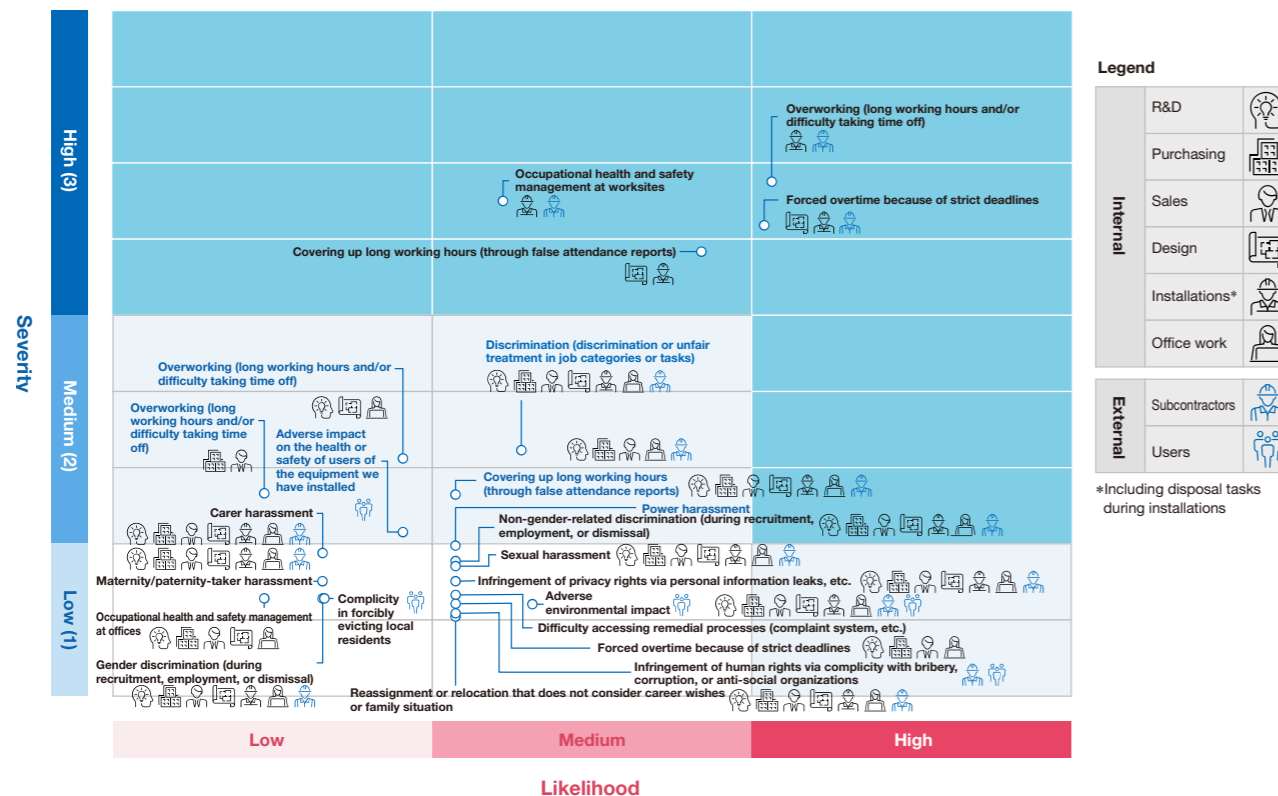 Severity
High (3)
Medium (2)
Low (1)
Overworking (long working hours and/or
difficulty taking time off)
Occupational health and safety
management at worksites
Forced overtime because of strict deadlines
Covering up long working hours (through false attendance reports)
Discrimination (discrimination or unfair
treatment in job categories or tasks)
Overworking (long working hours and/or
difficulty taking time off)
Overworking (long
working hours and/or
difficulty taking time
off)
Adverse impact
on the health or
safety of users of
the equipment we
have installed
Covering up long working hours
(through false attendance reports)
Power harassment
Carer harassment
Non-gender-related discrimination (during recruitment,
employment, or dismissal)
Sexual harassment
Maternity/paternity-taker harassment
Infringement of privacy rights via personal information leaks, etc.
Complicity
in forcibly
evicting local
residents
Adverse
environmental impact
Occupational health and safety management
at offices
Difficulty accessing remedial processes (complaint system, etc.)
Forced overtime because of strict deadlines
Gender discrimination (during
recruitment, employment, or dismissal)
Infringement of human rights via complicity with bribery,
corruption, or anti-social organizations
Reassignment or relocation that does not consider career wishes
or family situation
Low
Medium
High
Likelihood
Legend
Internal
R&D
Purchasing
Sales
Design
Installations*
Office work
External
Subcontractors
Users
*Including disposal tasks
during installations